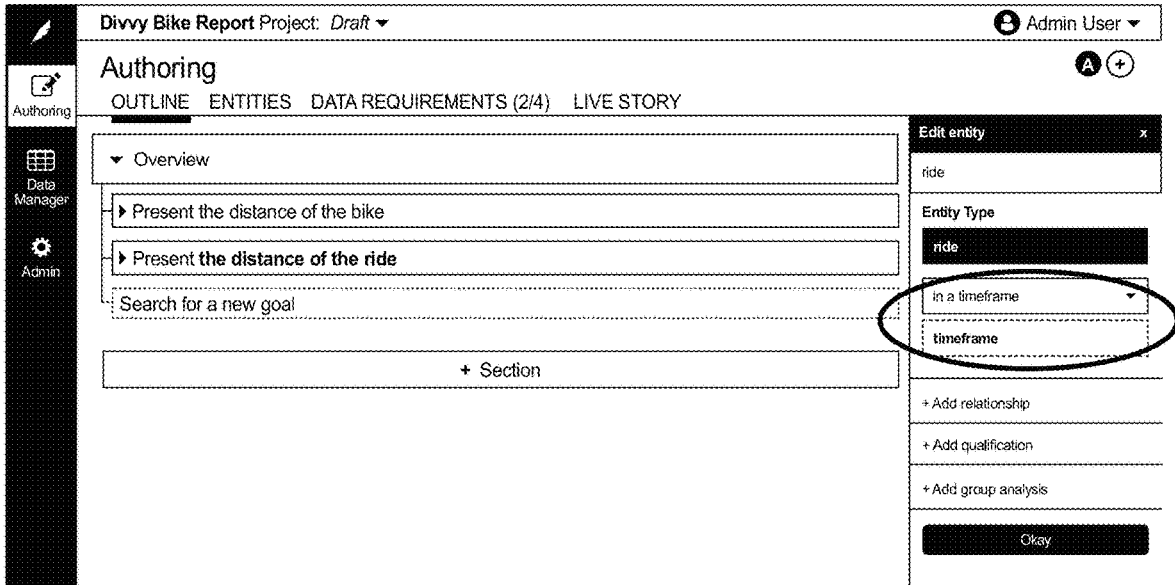 Divvy Bike Report Project: Draft
Admin User
Authoring
A +
OUTLINE ENTITIES DATA REQUIREMENTS (2/4) LIVE STORY
Authoring
Data
Manager
Admin
Overview
Present the distance of the bike
Present the distance of the ride
Search for a new goal
+ Section
Edit entity x
ride
Entity Type
ride
in a timeframe
timeframe
+ Add relationship
+ Add qualification
+ Add group analysis
Okay